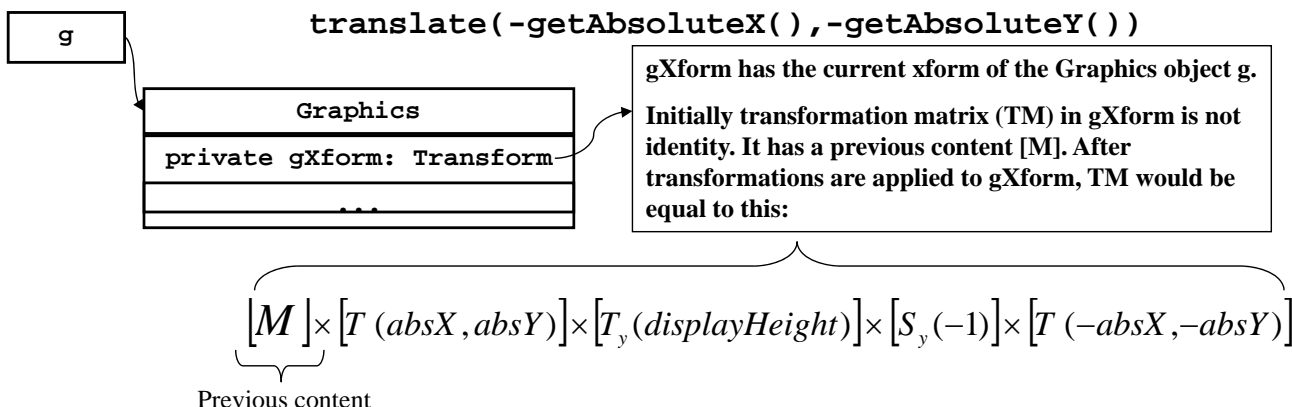 translate(-getAbsoluteX(),-getAbsoluteY())
g
Graphics
private gXform: Transform
...
gXform has the current xform of the Graphics object g.
Initially transformation matrix (TM) in gXform is not
identity. It has a previous content [M]. After
transformations are applied to gXform, TM would be
equal to this:
[M]×[T (absX,absY)]×[T_y(displayHeight)]×[S_y(−1)]×[T (−absX,−absY)]
Previous content